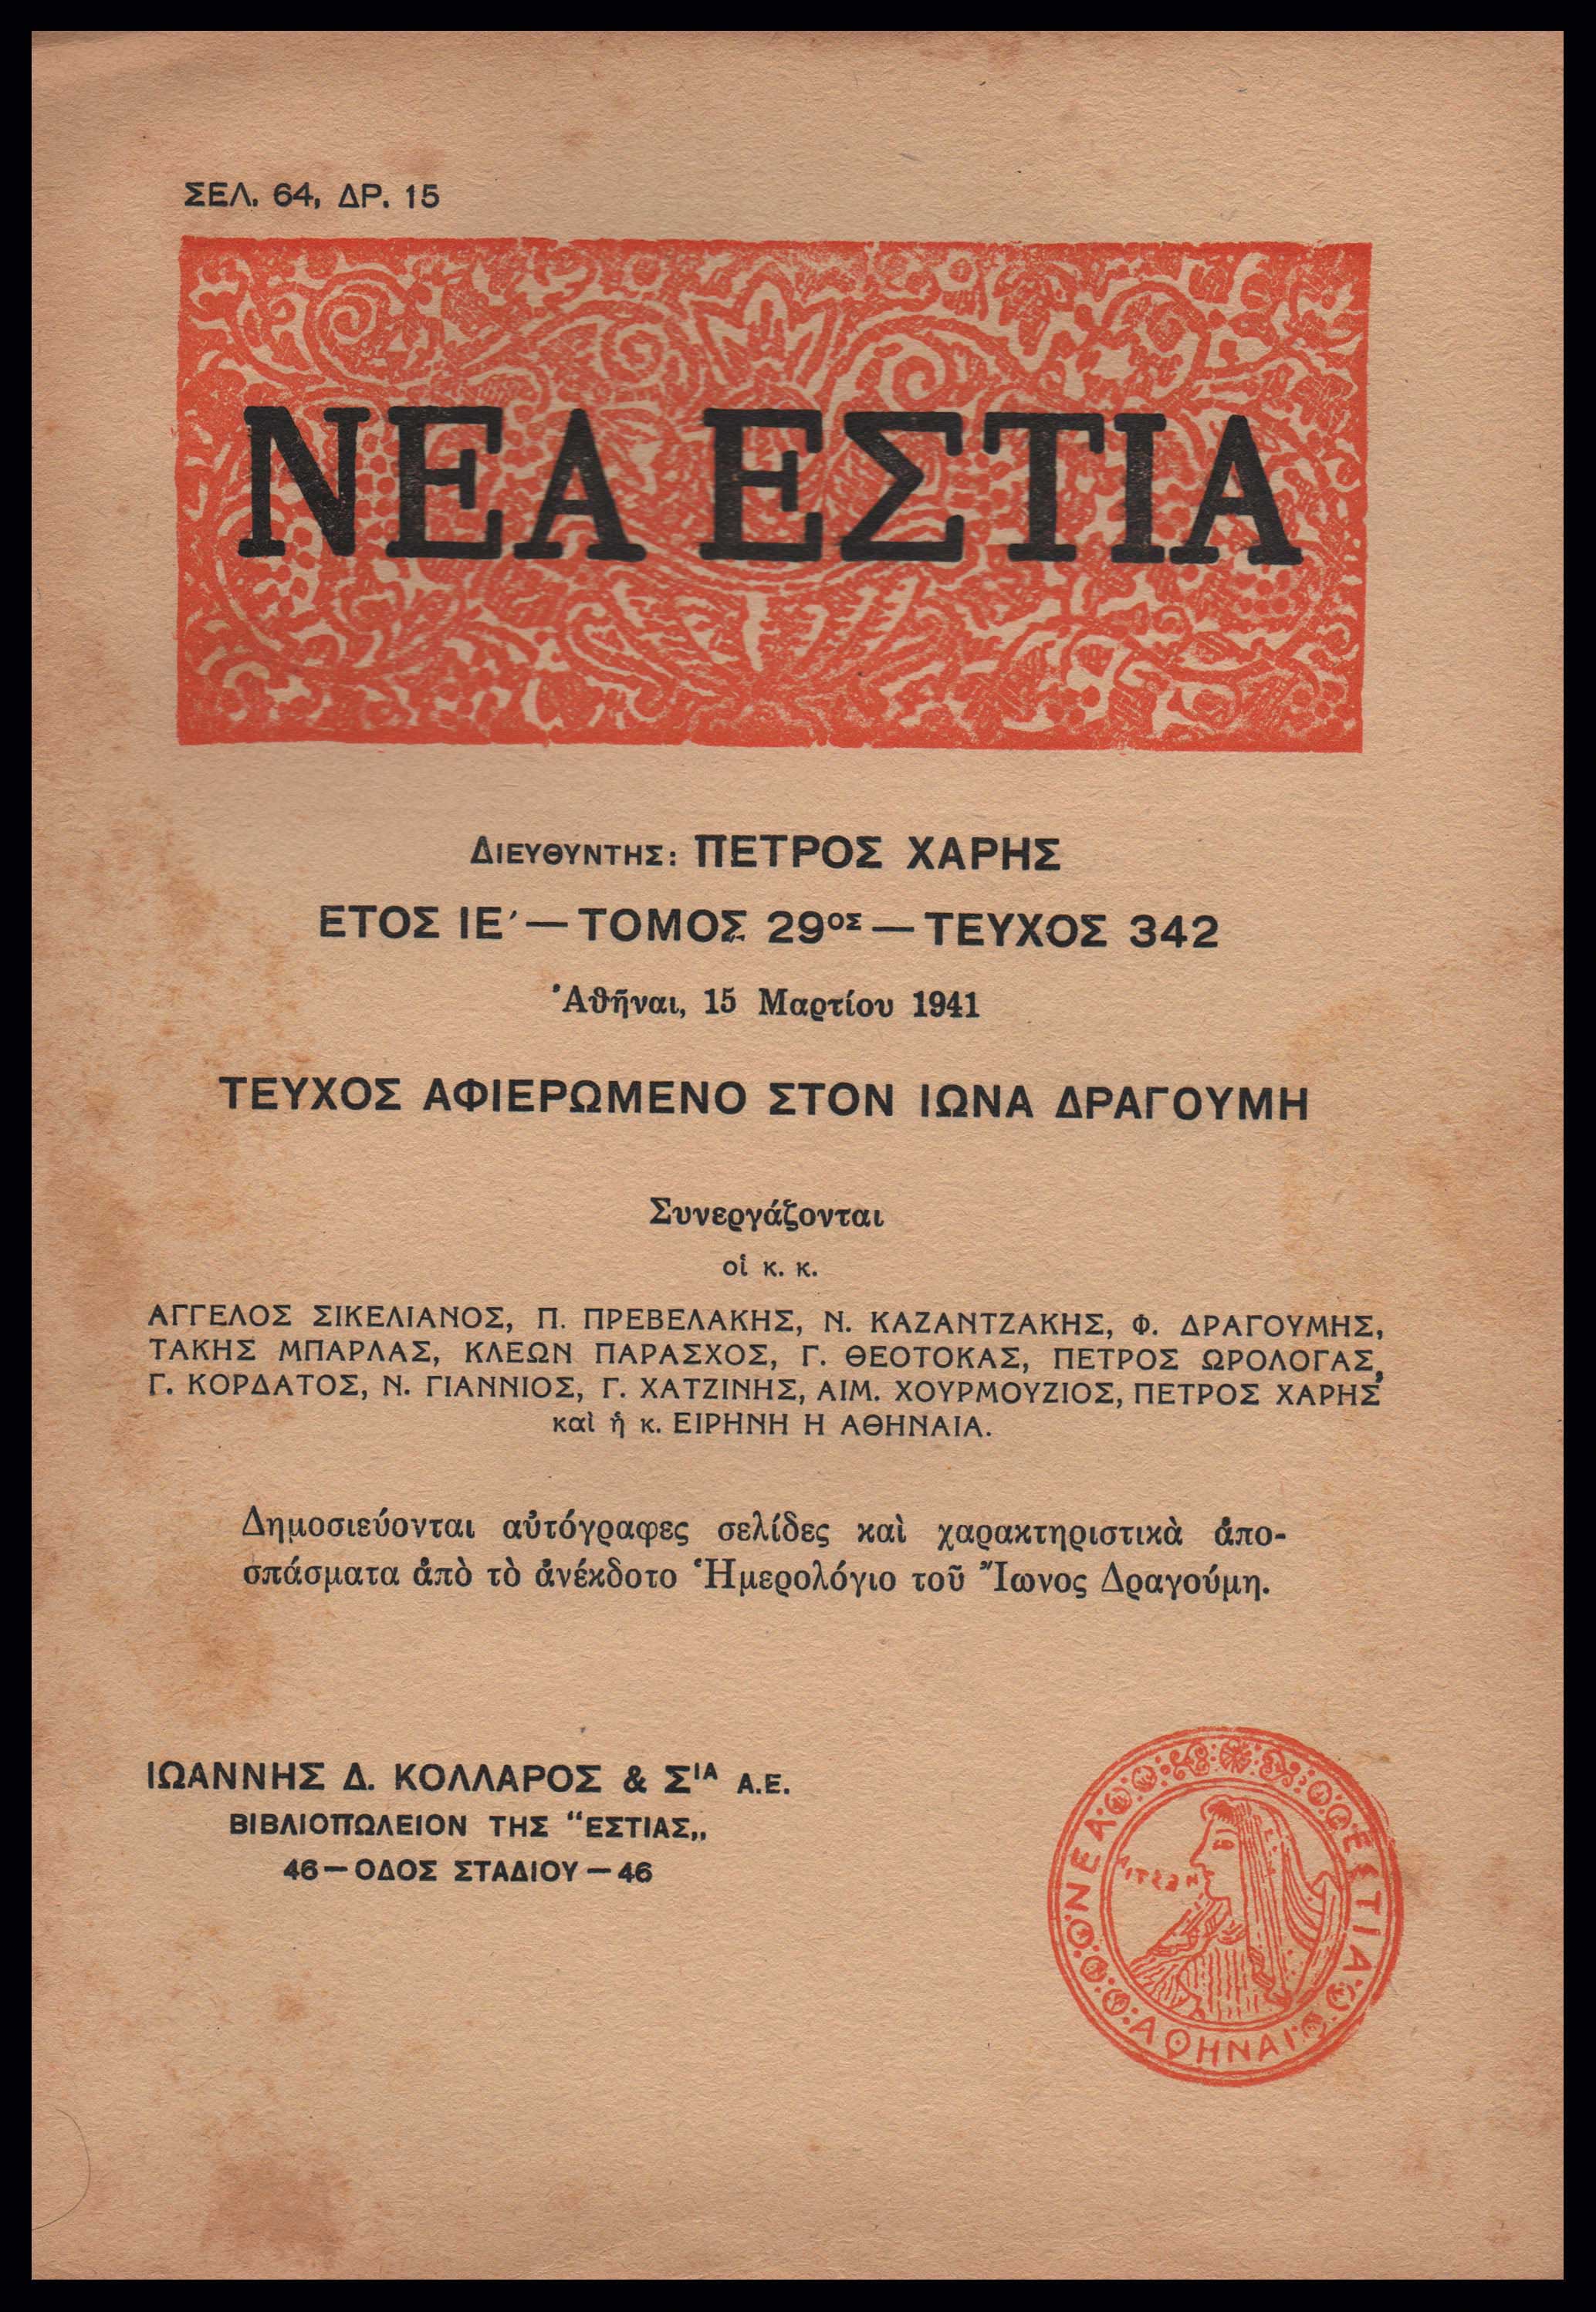 ΣΕΛ. 64, ΔΡ. 15
ΝΕΑ ΕΣΤΙΑ
ΔΙΕΥΘΥΝΤΗΣ: ΠΕΤΡΟΣ ΧΑΡΗΣ
ΕΤΟΣ ΙΕ΄ — ΤΟΜΟΣ 29ΟΣ — ΤΕΥΧΟΣ 342
Ἀθῆναι, 15 Μαρτίου 1941
ΤΕΥΧΟΣ ΑΦΙΕΡΩΜΕΝΟ ΣΤΟΝ ΙΩΝΑ ΔΡΑΓΟΥΜΗ
Συνεργάζονται
οἱ κ. κ.
ΑΓΓΕΛΟΣ ΣΙΚΕΛΙΑΝΟΣ, Π. ΠΡΕΒΕΛΑΚΗΣ, Ν. ΚΑΖΑΝΤΖΑΚΗΣ, Φ. ΔΡΑΓΟΥΜΗΣ,
ΤΑΚΗΣ ΜΠΑΡΛΑΣ, ΚΛΕΩΝ ΠΑΡΑΣΧΟΣ, Γ. ΘΕΟΤΟΚΑΣ, ΠΕΤΡΟΣ ΩΡΟΛΟΓΑΣ,
Γ. ΚΟΡΔΑΤΟΣ, Ν. ΓΙΑΝΝΙΟΣ, Γ. ΧΑΤΖΙΝΗΣ, ΑΙΜ. ΧΟΥΡΜΟΥΖΙΟΣ, ΠΕΤΡΟΣ ΧΑΡΗΣ
καὶ ἡ κ. ΕΙΡΗΝΗ Η ΑΘΗΝΑΙΑ.
Δημοσιεύονται αὐτόγραφες σελίδες καὶ χαρακτηριστικὰ ἀπο-
σπάσματα ἀπὸ τὸ ἀνέκδοτο Ἡμερολόγιο τοῦ Ἴωνος Δραγούμη.
ΙΩΑΝΝΗΣ Δ. ΚΟΛΛΑΡΟΣ & ΣΙΑ Α.Ε.
ΒΙΒΛΙΟΠΩΛΕΙΟΝ ΤΗΣ “ΕΣΤΙΑΣ„
46 — ΟΔΟΣ ΣΤΑΔΙΟΥ — 46
ΝΕΑ ΕΣΤΙΑ
ΑΘΗΝΑΙ